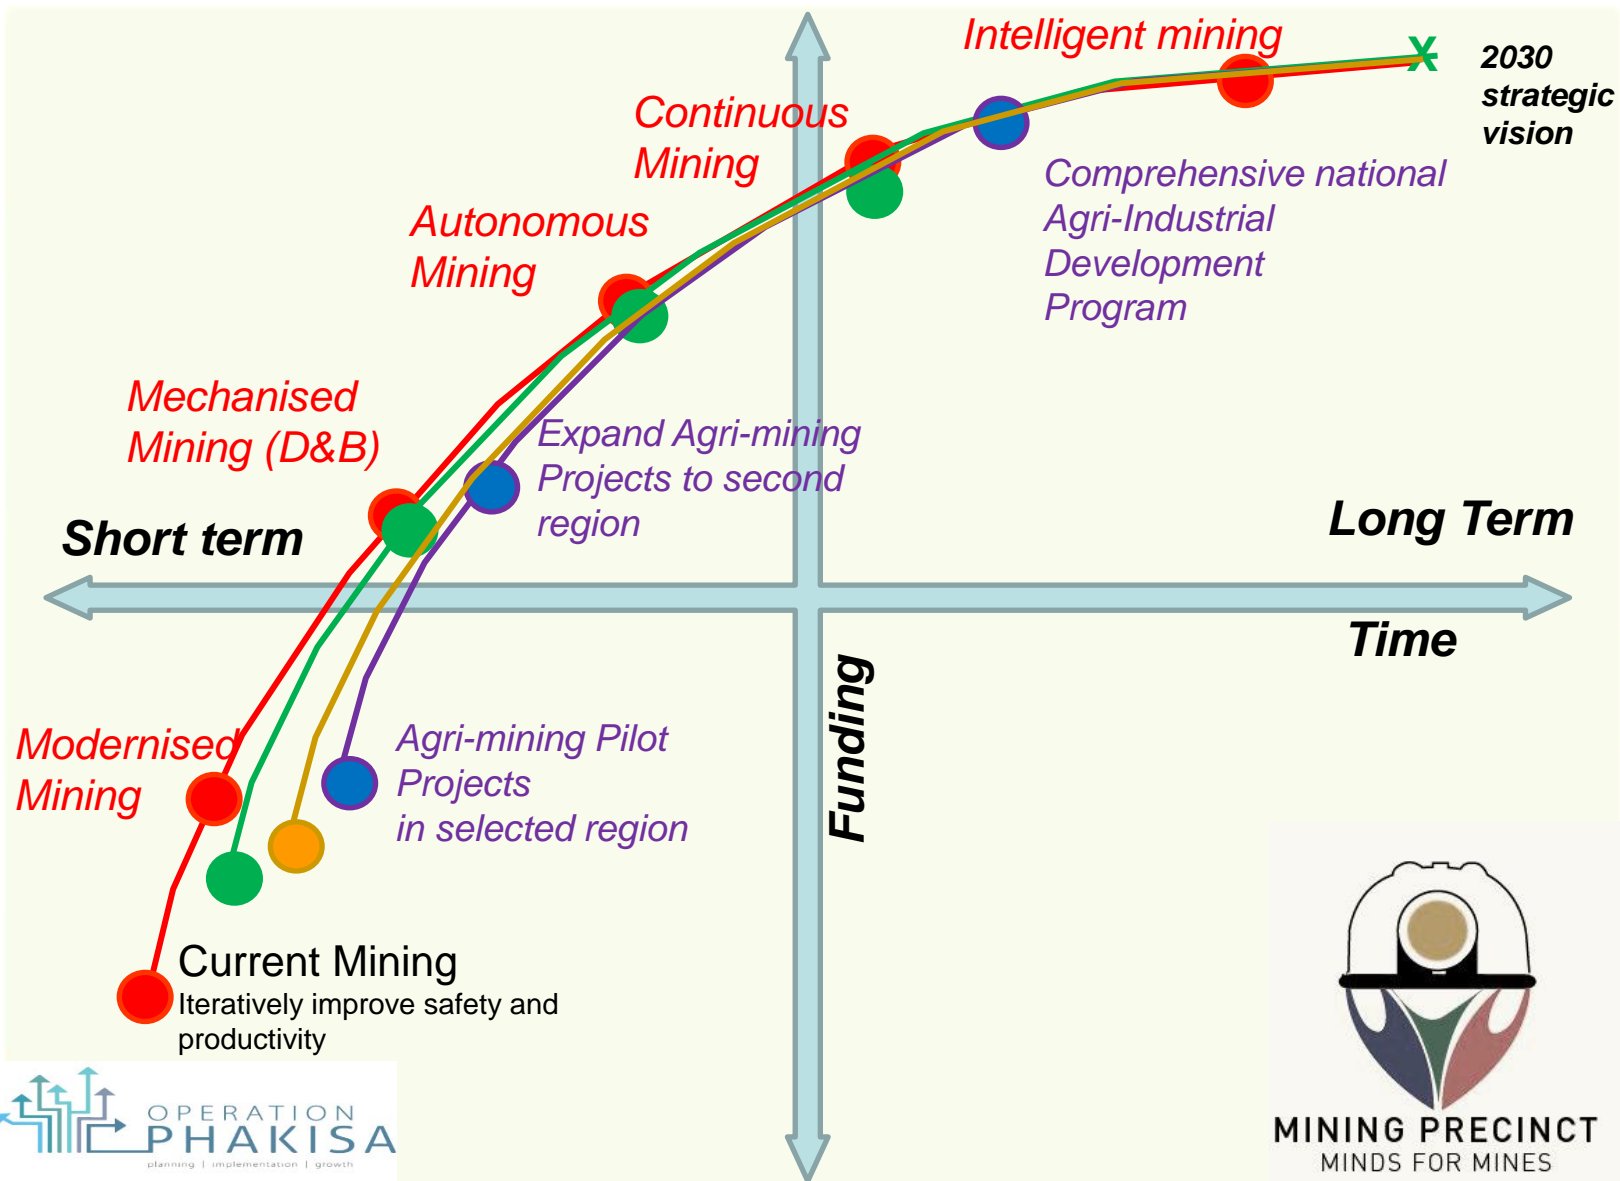 Intelligent mining
2030
strategic
vision
Continuous
Mining
Comprehensive national
Agri-Industrial
Development
Program
Autonomous
Mining
Mechanised
Mining (D&B)
Expand Agri-mining
Projects to second
region
Short term
Long Term
Time
Funding
Modernised
Mining
Agri-mining Pilot
Projects
in selected region
Current Mining
Iteratively improve safety and
productivity
OPERATION
PHAKISA
planning | implementation | growth
MINING PRECINCT
MINDS FOR MINES
X